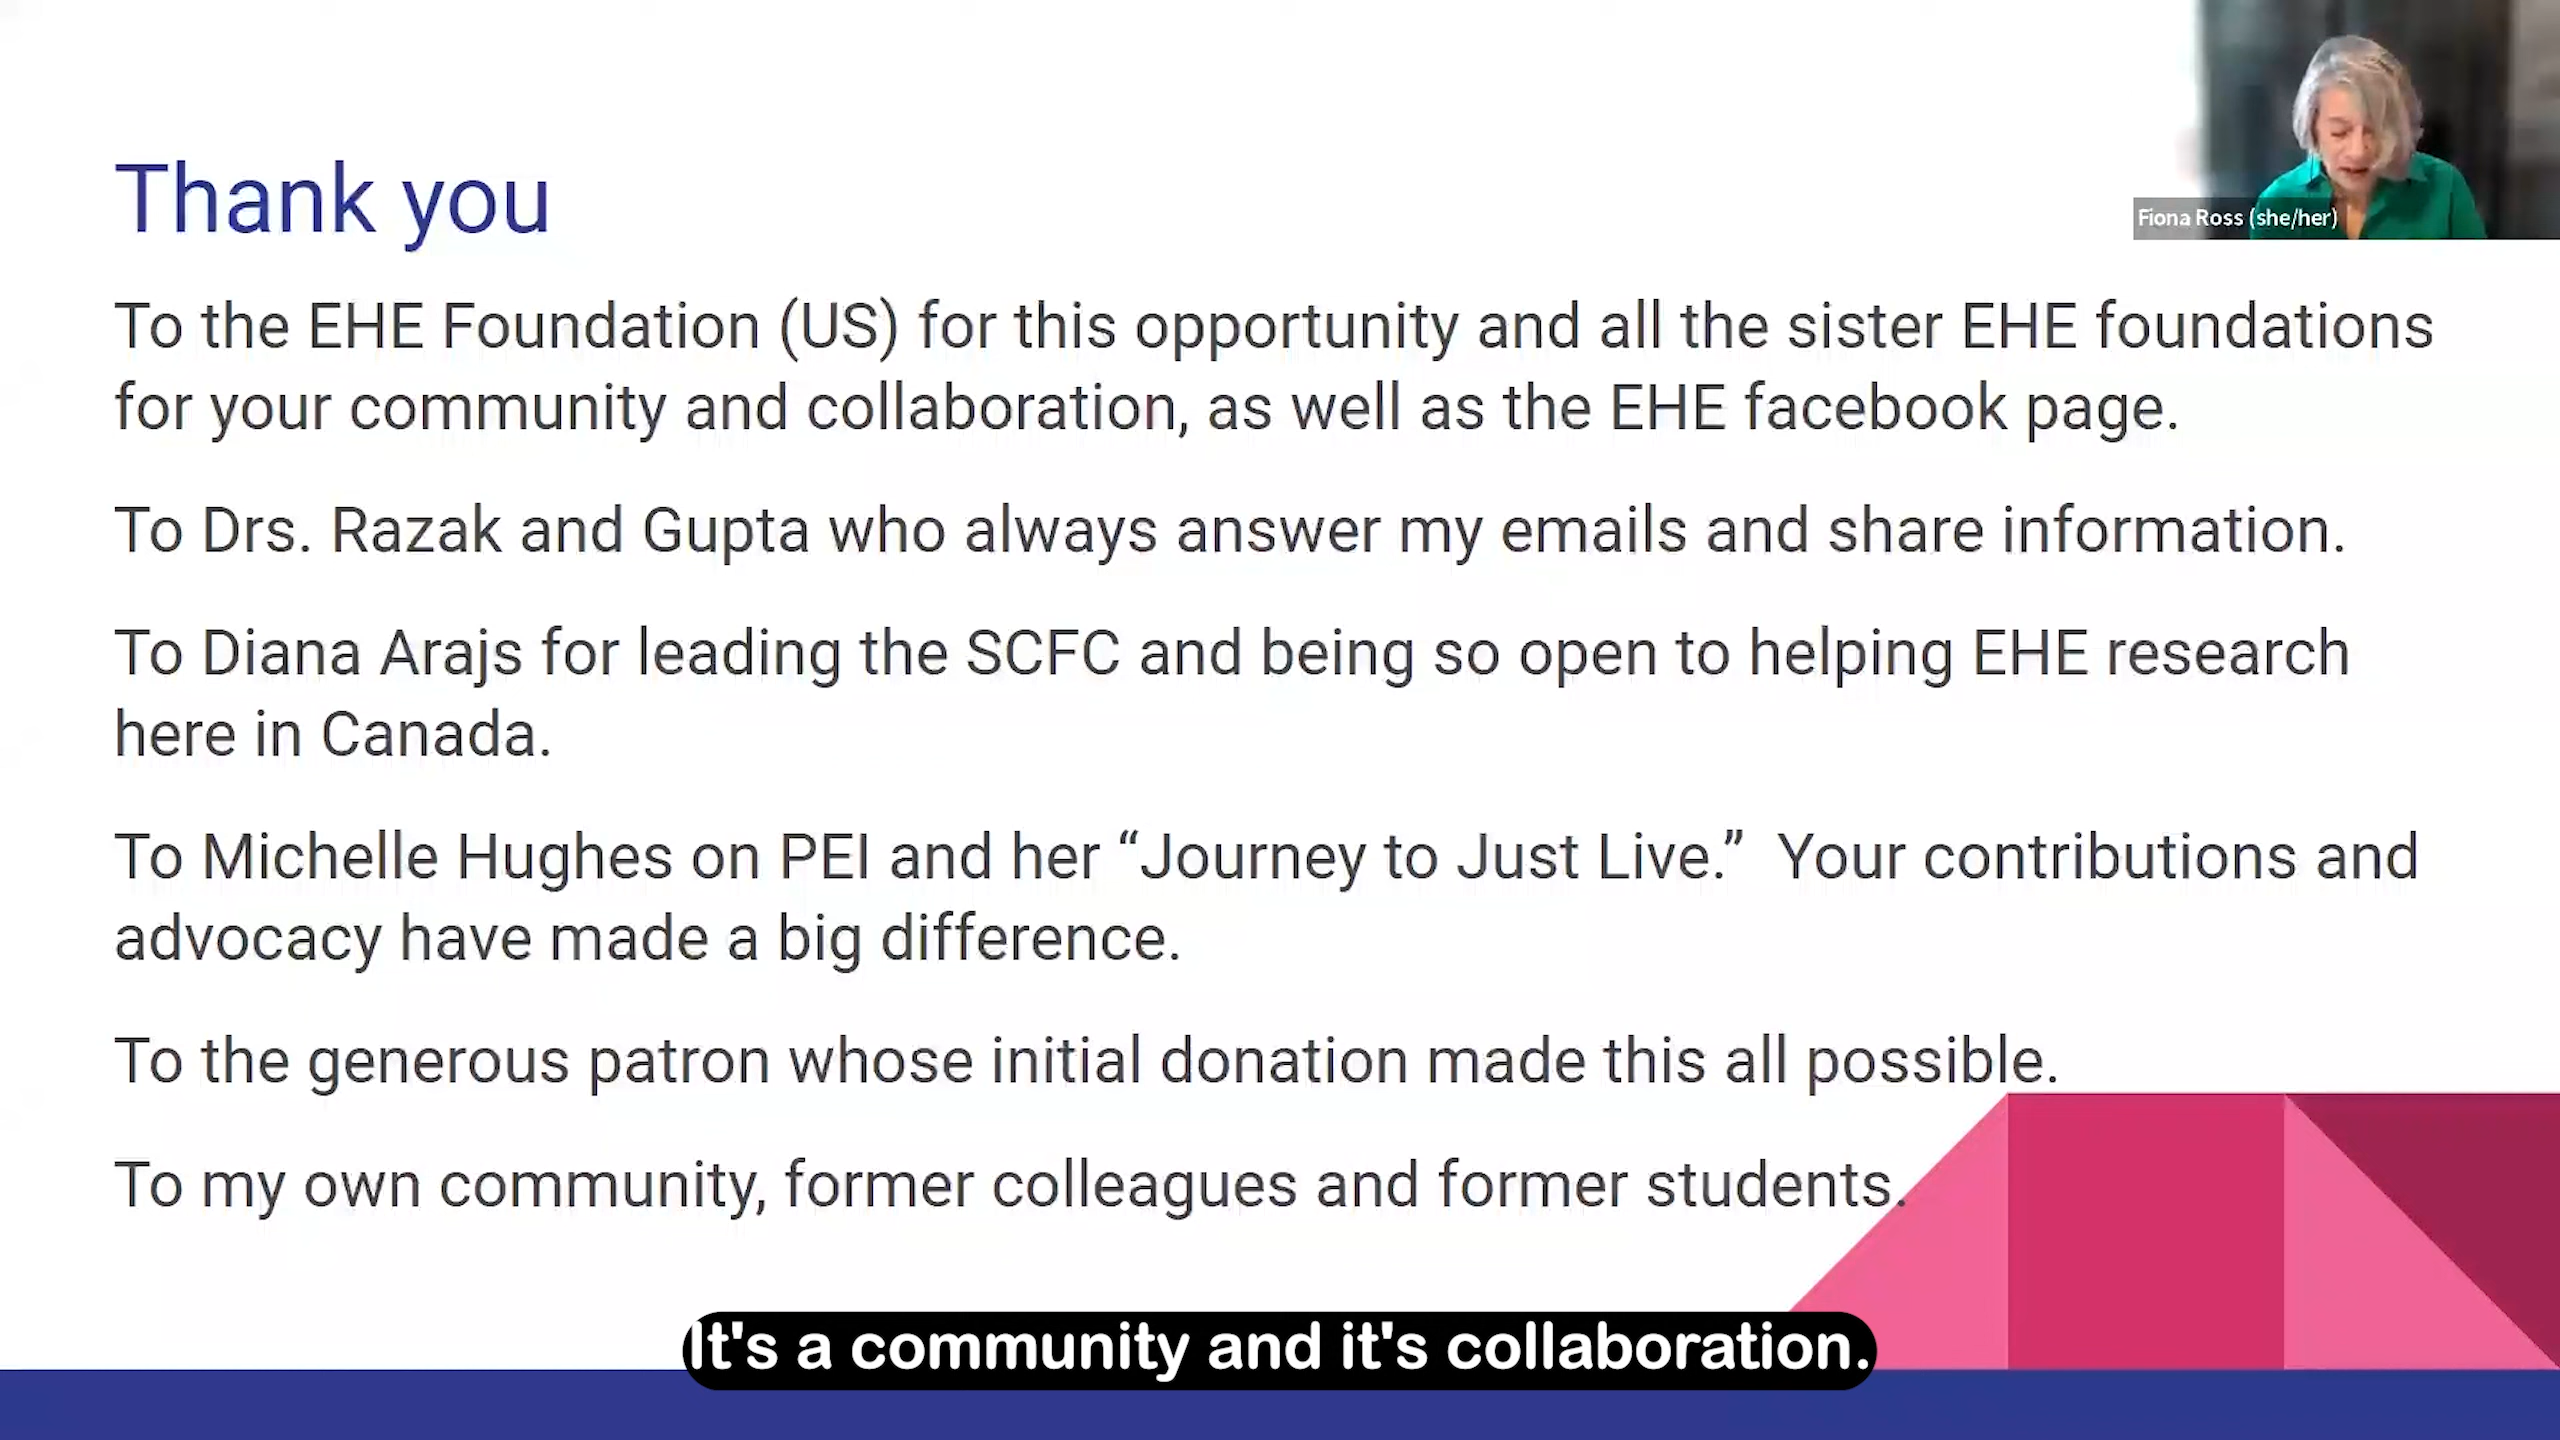 Thank you
Fiona Ross (she/her)
To the EHE Foundation (US) for this opportunity and all the sister EHE foundations
for your community and collaboration, as well as the EHE facebook page.
To Drs. Razak and Gupta who always answer my emails and share information.
To Diana Arajs for leading the SCFC and being so open to helping EHE research
here in Canada.
To Michelle Hughes on PEI and her “Journey to Just Live.”  Your contributions and
advocacy have made a big difference.
To the generous patron whose initial donation made this all possible.
To my own community, former colleagues and former students.
It's a community and it's collaboration.